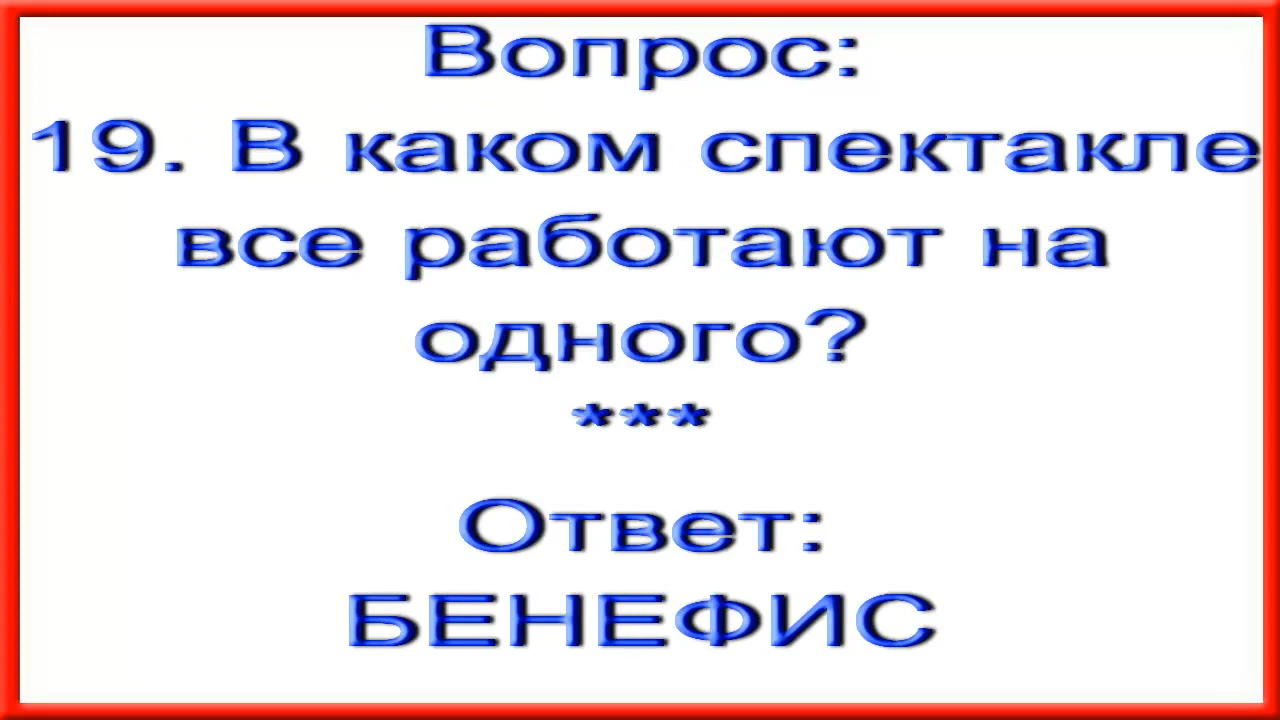 Вопрос:
19. В каком спектакле
все работают на
одного?
***
Ответ:
БЕНЕФИС